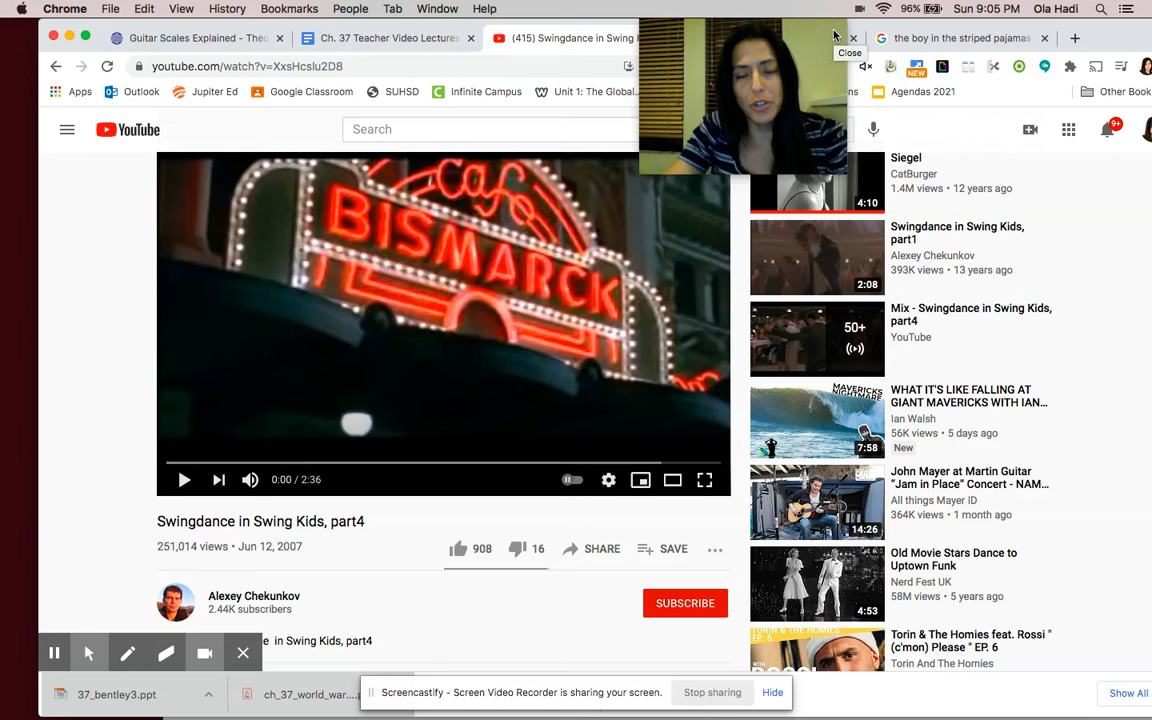 Chrome File Edit View History Bookmarks People Tab Window Help 96% Sun 9:05 PM Ola Hadi
Guitar Scales Explained - Theo Ch. 37 Teacher Video Lectures (415) Swingdance in Swing the boy in the striped pajamas
Close
youtube.com/watch?v=XxsHcslu2D8
NEW
Apps Outlook Jupiter Ed Google Classroom SUHSD Infinite Campus Unit 1: The Global... ns Agendas 2021 Other Book
YouTube
Search
9+
Cafe
BISMARCK
Siegel
CatBurger
1.4M views • 12 years ago
4:10
Swingdance in Swing Kids,
part1
Alexey Chekunkov
393K views • 13 years ago
2:08
Mix - Swingdance in Swing Kids,
part4
YouTube
50+
WHAT IT'S LIKE FALLING AT
GIANT MAVERICKS WITH IAN...
Ian Walsh
56K views • 5 days ago
New
MAVERICKS
NIGHTMARE
7:58
John Mayer at Martin Guitar
“Jam in Place” Concert - NAM...
All things Mayer ID
364K views • 1 month ago
14:26
Old Movie Stars Dance to
Uptown Funk
Nerd Fest UK
58M views • 5 years ago
4:53
Torin & The Homies feat. Rossi "
(c'mon) Please " EP. 6
Torin And The Homies
TORIN & THE HOMIES
EP. 6
WITH
0:00 / 2:36
Swingdance in Swing Kids, part4
251,014 views • Jun 12, 2007
908 16 SHARE SAVE
Alexey Chekunkov
2.44K subscribers
SUBSCRIBE
e in Swing Kids, part4
37_bentley3.ppt ch_37_world_war....p
Screencastify - Screen Video Recorder is sharing your screen. Stop sharing Hide
Show All